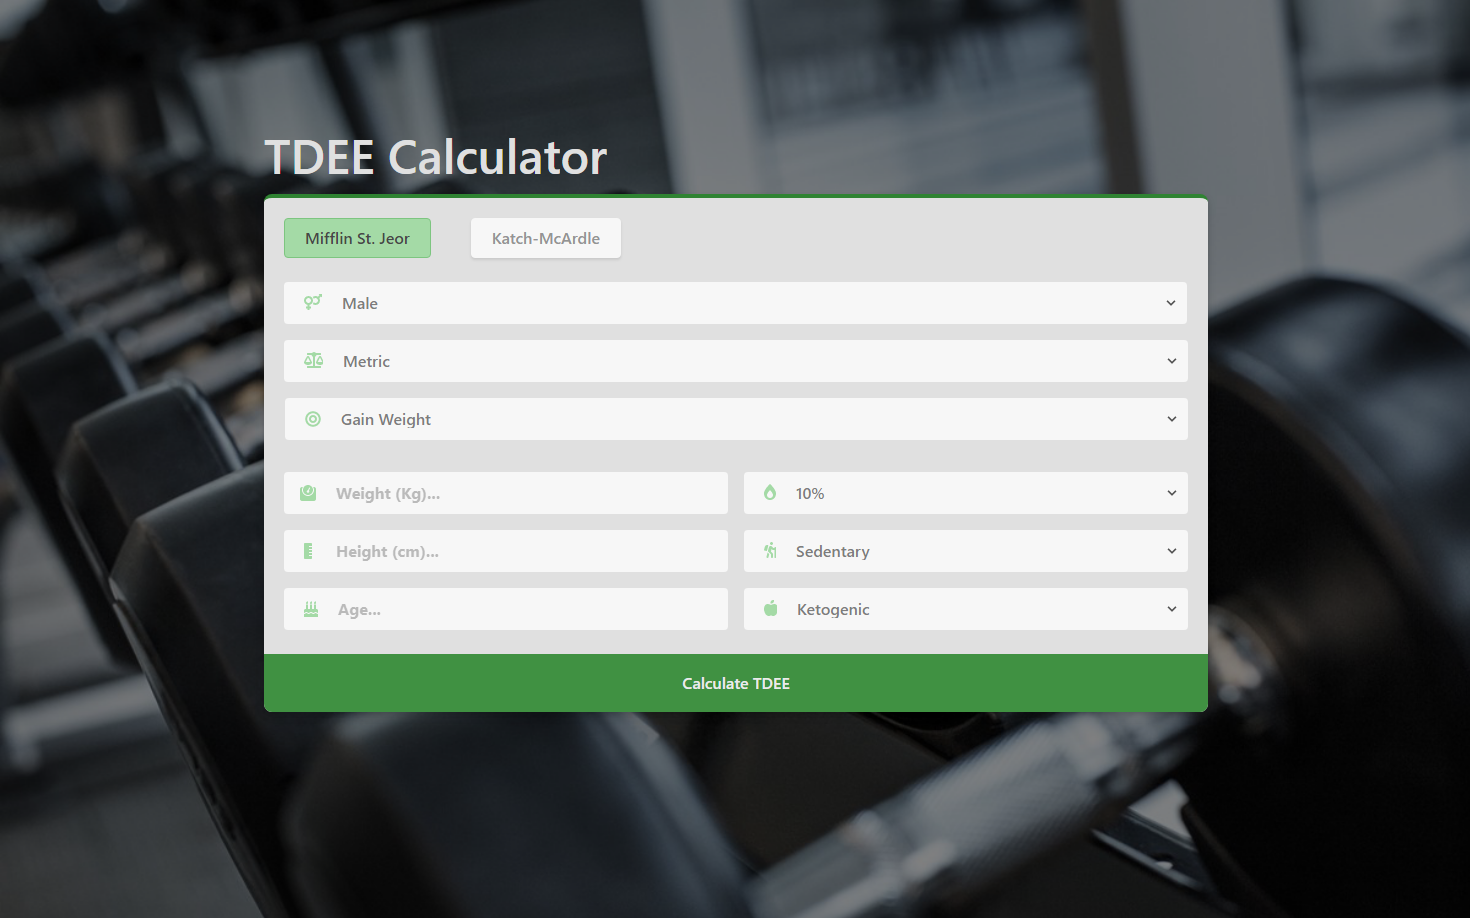 TDEE Calculator
Mifflin St. Jeor
Katch-McArdle
Male
Metric
Gain Weight
Weight (Kg)...
10%
Height (cm)...
Sedentary
Age...
Ketogenic
Calculate TDEE